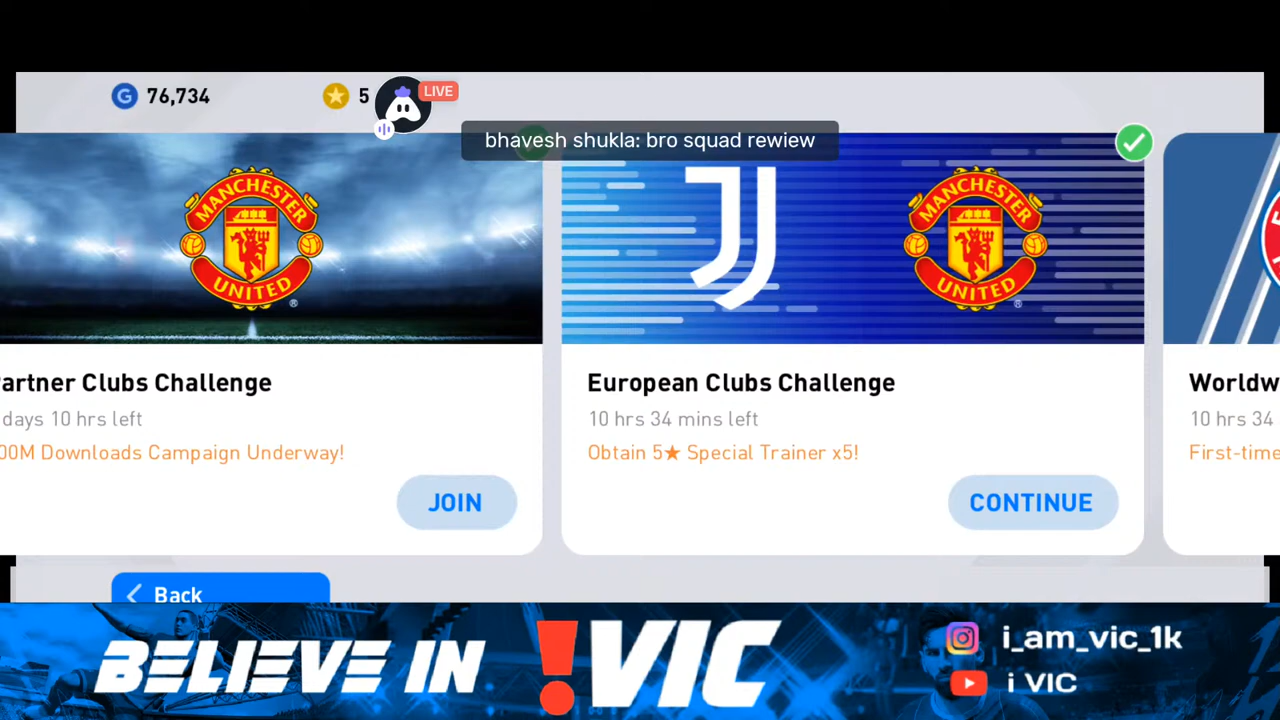 76,734
5
LIVE
bhavesh shukla: bro squad rewiew
MANCHESTER
UNITED
MANCHESTER
UNITED
artner Clubs Challenge
days 10 hrs left
00M Downloads Campaign Underway!
JOIN
European Clubs Challenge
10 hrs 34 mins left
Obtain 5★ Special Trainer x5!
CONTINUE
Worldw
10 hrs 34
First-time
Back
BELIEVE IN !VIC
i_am_vic_1k
i VIC